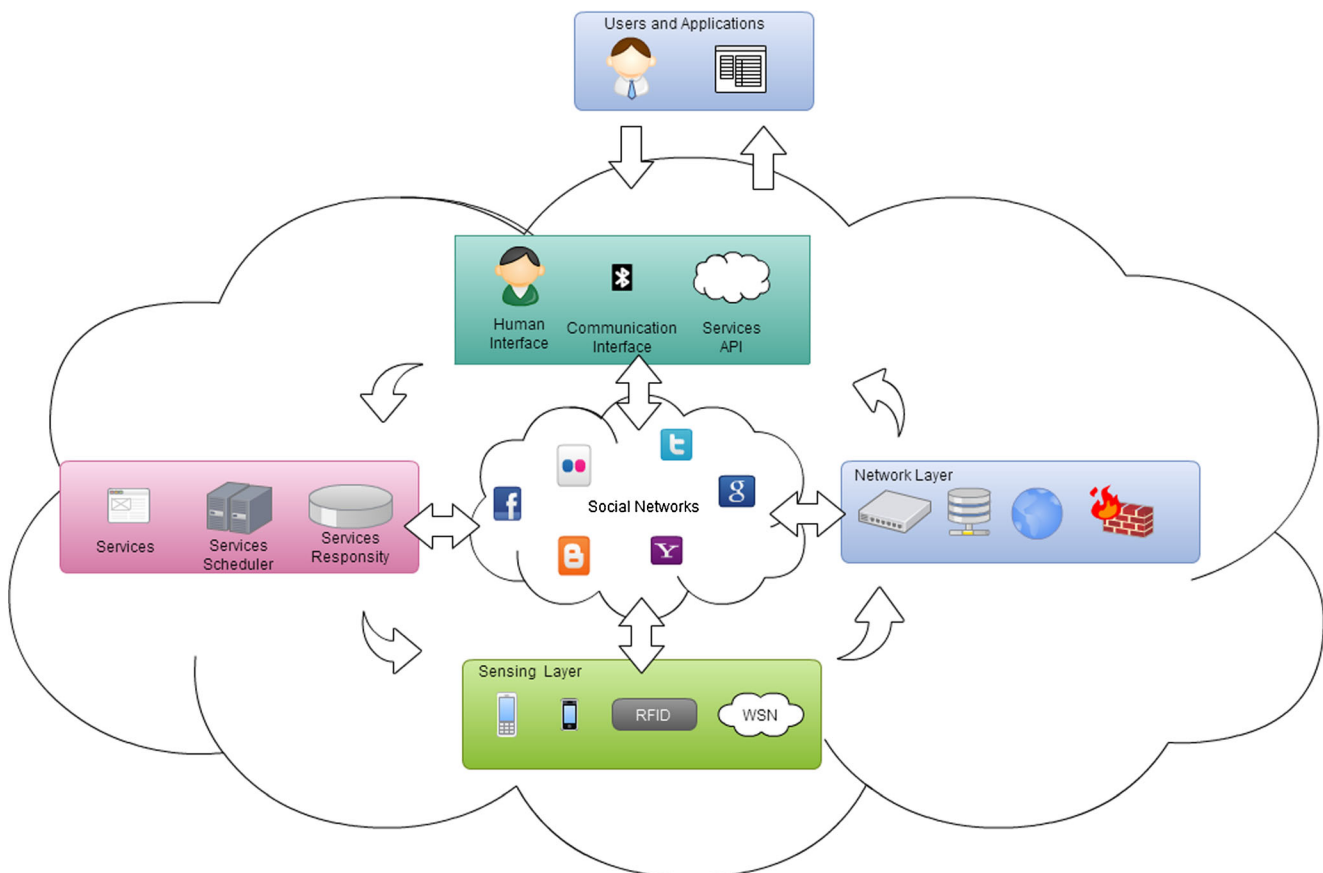 Users and Applications
Human
Interface
Communication
Interface
Services
API
Social Networks
f
t
g
B
Y
Services
Services
Scheduler
Services
Responsity
Network Layer
Sensing Layer
RFID
WSN